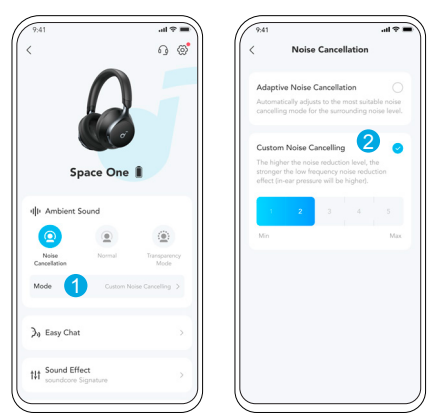 9:41
Space One
Ambient Sound
Noise
Cancellation
Normal
Transparency
Mode
Mode
1
Custom Noise Cancelling >
Easy Chat
Sound Effect
soundcore Signature
9:41
Noise Cancellation
Adaptive Noise Cancellation
Automatically adjusts to the most suitable noise
cancelling mode for the surrounding noise level.
2
Custom Noise Cancelling
The higher the noise reduction level, the
stronger the low frequency noise reduction
effect (in-ear pressure will be higher).
1 2 3 4 5
Min Max